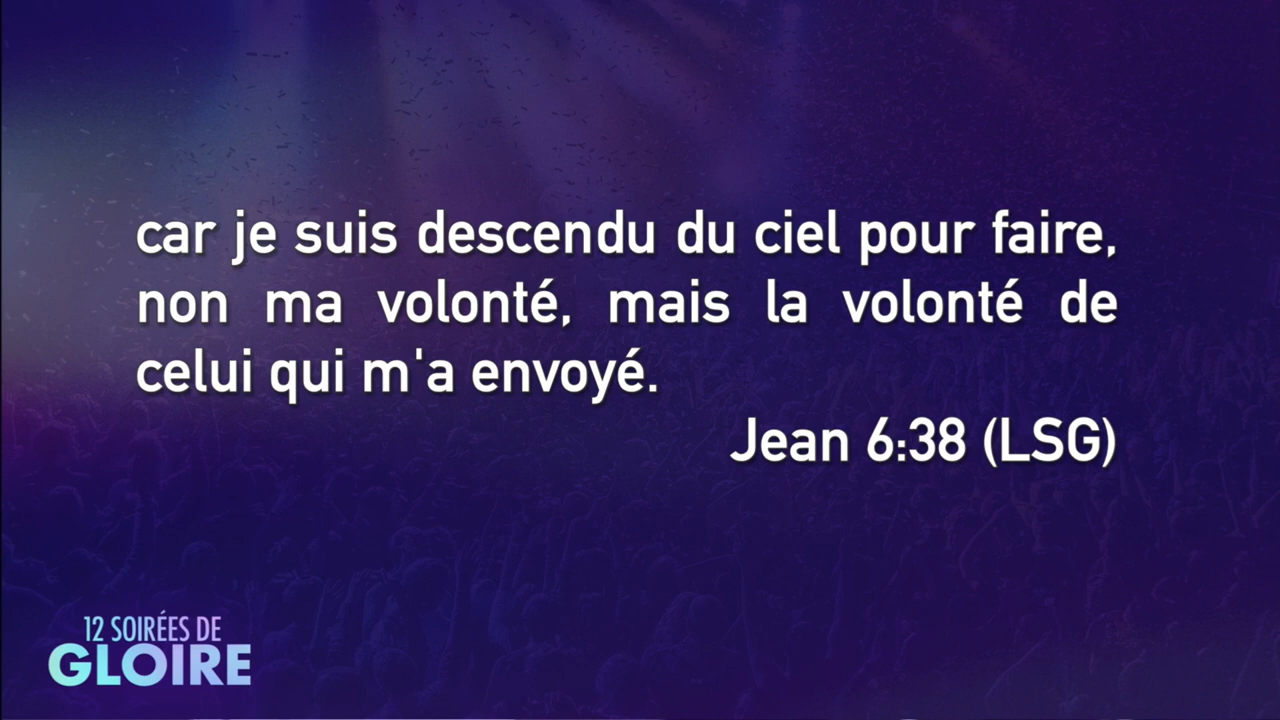 car je suis descendu du ciel pour faire,
non ma volonté, mais la volonté de
celui qui m'a envoyé.
Jean 6:38 (LSG)
12 SOIRÉES DE
GLOIRE